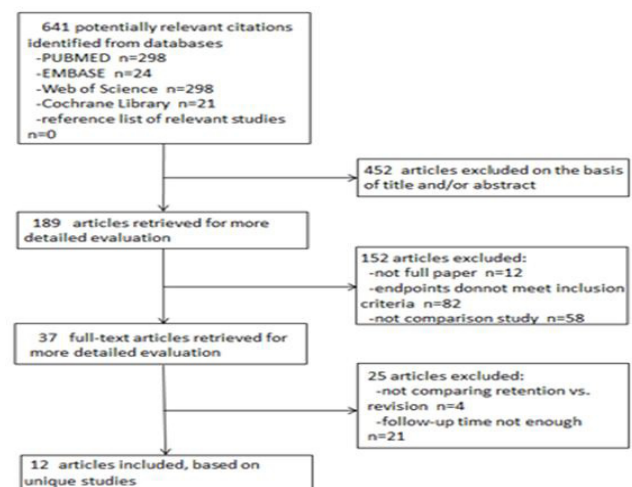 641 potentially relevant citations
identified from databases
-PUBMED n=298
-EMBASE n=24
-Web of Science n=298
-Cochrane Library n=21
-reference list of relevant studies
n=0
452 articles excluded on the basis
of title and/or abstract
189 articles retrieved for more
detailed evaluation
152 articles excluded:
-not full paper n=12
-endpoints donnot meet inclusion
criteria n=82
-not comparison study n=58
37 full-text articles retrieved for
more detailed evaluation
25 articles excluded:
-not comparing retention vs.
revision n=4
-follow-up time not enough
n=21
12 articles included, based on
unique studies